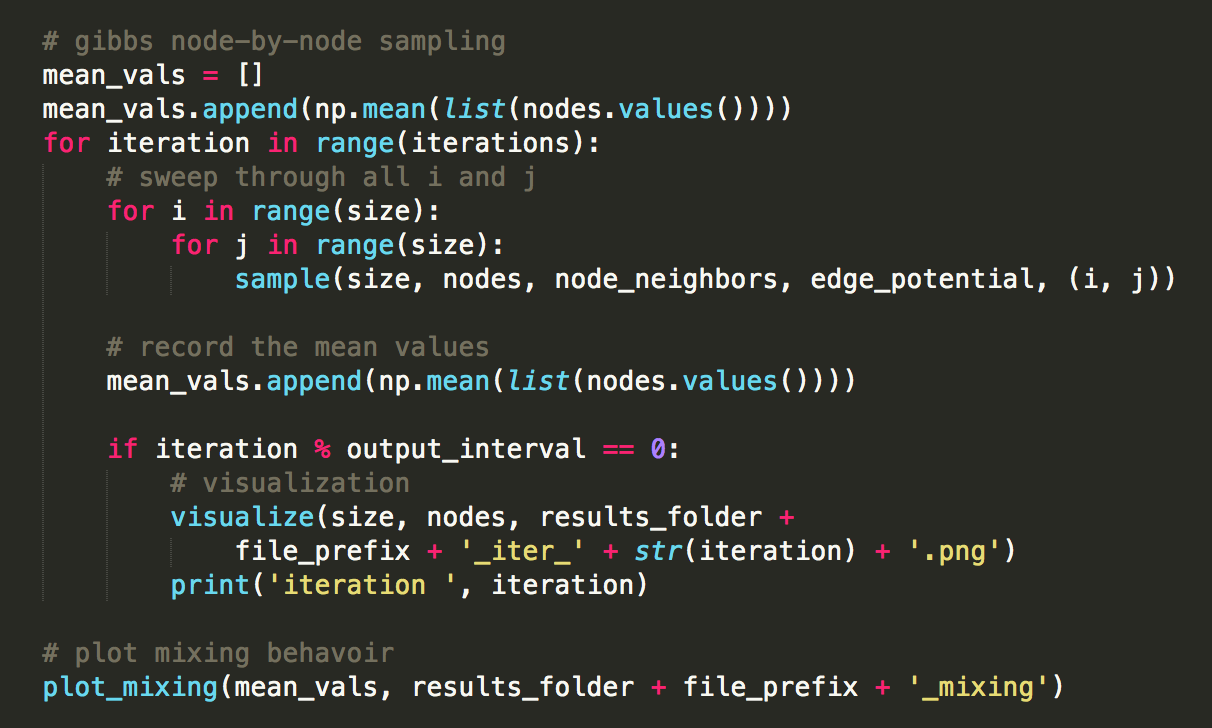 # gibbs node-by-node sampling
mean_vals = []
mean_vals.append(np.mean(list(nodes.values())))
for iteration in range(iterations):
    # sweep through all i and j
    for i in range(size):
        for j in range(size):
            sample(size, nodes, node_neighbors, edge_potential, (i, j))

    # record the mean values
    mean_vals.append(np.mean(list(nodes.values())))

    if iteration % output_interval == 0:
        # visualization
        visualize(size, nodes, results_folder +
            file_prefix + '_iter_' + str(iteration) + '.png')
        print('iteration ', iteration)

# plot mixing behavoir
plot_mixing(mean_vals, results_folder + file_prefix + '_mixing')